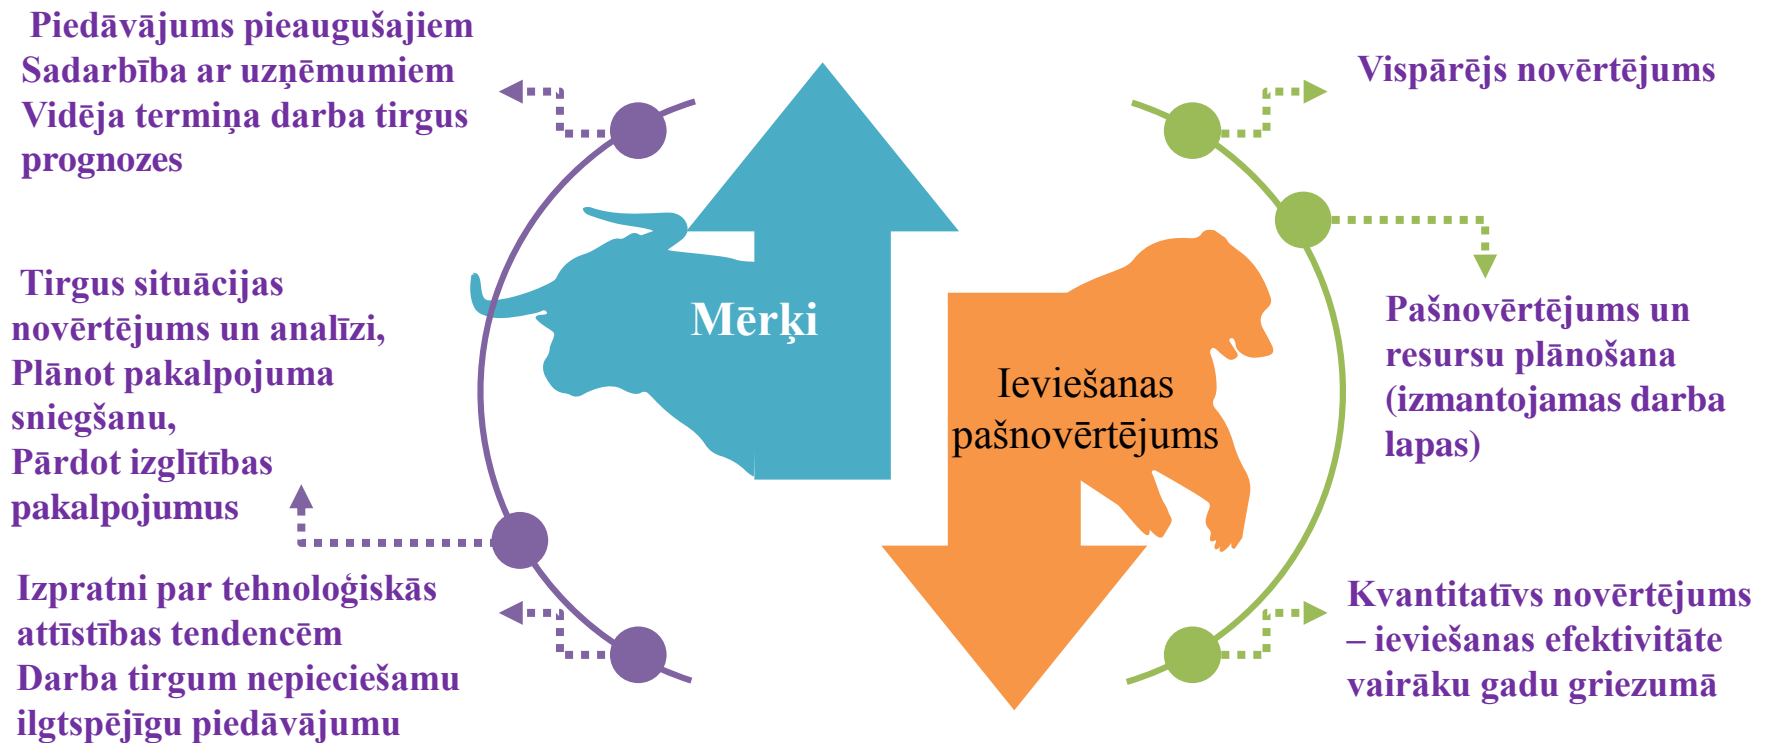 Piedāvājums pieaugušajiem
Sadarbība ar uzņēmumiem
Vidēja termiņa darba tirgus
prognozes
Tirgus situācijas
novērtējums un analīzi,
Plānot pakalpojuma
sniegšanu,
Pārdot izglītības
pakalpojumus
Izpratni par tehnoloģiskās
attīstības tendencēm
Darba tirgum nepieciešamu
ilgtspējīgu piedāvājumu
Mērķi
Ieviešanas
pašnovērtējums
Vispārējs novērtējums
Pašnovērtējums un
resursu plānošana
(izmantojamas darba
lapas)
Kvantitatīvs novērtējums
– ieviešanas efektivitāte
vairāku gadu griezumā